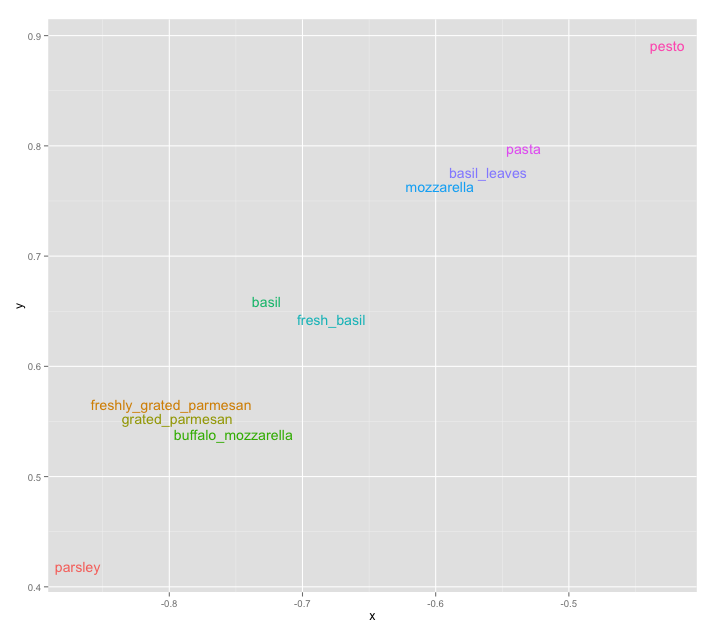 0.9
pesto
0.8
pasta
basil_leaves
mozzarella
0.7
basil
fresh_basil
y
0.6
freshly_grated_parmesan
grated_parmesan
buffalo_mozzarella
0.5
parsley
0.4
-0.8 -0.7 -0.6 -0.5
x